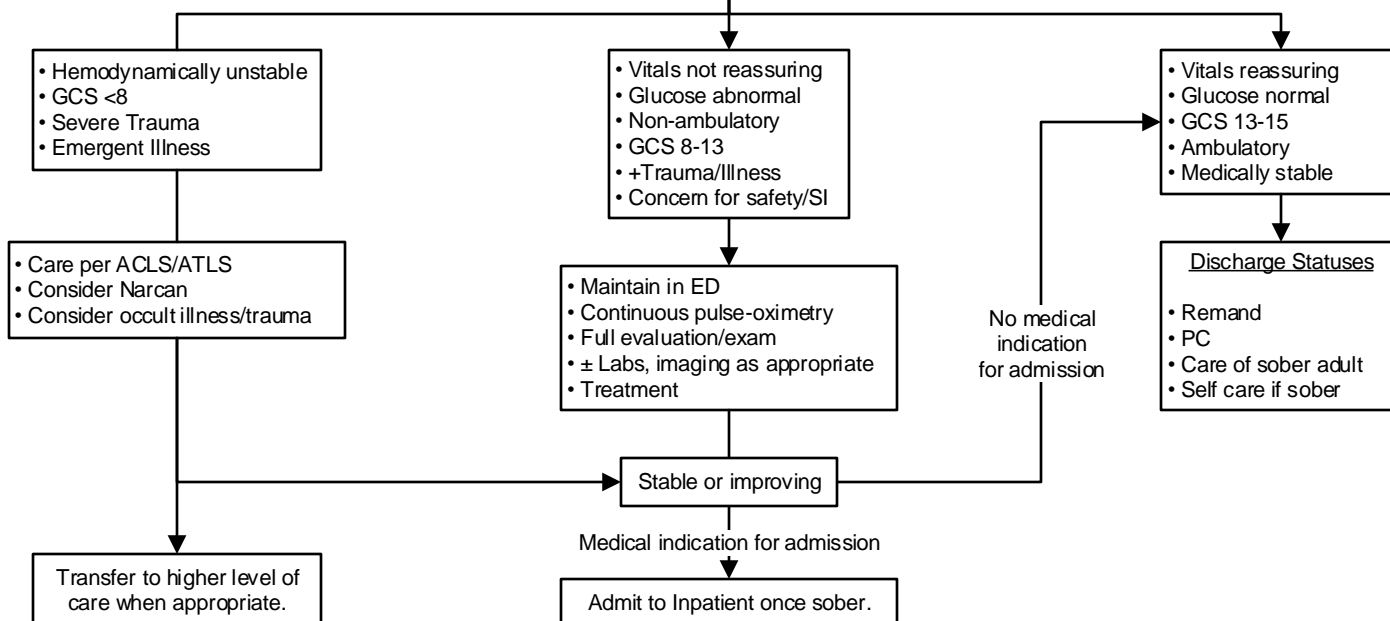 • Hemodynamically unstable
• GCS <8
• Severe Trauma
• Emergent Illness
• Care per ACLS/ATLS
• Consider Narcan
• Consider occult illness/trauma
Transfer to higher level of
care when appropriate.
• Vitals not reassuring
• Glucose abnormal
• Non-ambulatory
• GCS 8-13
• +Trauma/Illness
• Concern for safety/SI
• Maintain in ED
• Continuous pulse-oximetry
• Full evaluation/exam
• ± Labs, imaging as appropriate
• Treatment
Stable or improving
Medical indication for admission
Admit to Inpatient once sober.
No medical
indication
for admission
• Vitals reassuring
• Glucose normal
• GCS 13-15
• Ambulatory
• Medically stable
Discharge Statuses
• Remand
• PC
• Care of sober adult
• Self care if sober